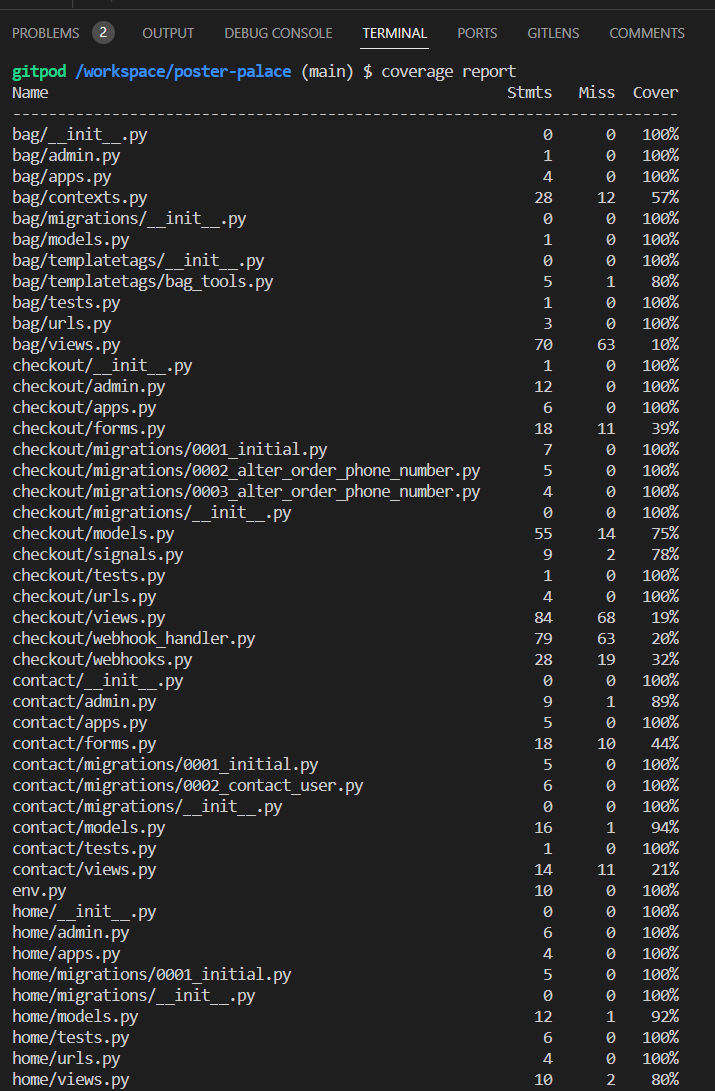 PROBLEMS 2 OUTPUT DEBUG CONSOLE TERMINAL PORTS GITLENS COMMENTS
gitpod /workspace/poster-palace (main) $ coverage report
Name Stmts Miss Cover
--------------------------------------------------------------------------
bag/__init__.py 0 0 100%
bag/admin.py 1 0 100%
bag/apps.py 4 0 100%
bag/contexts.py 28 12 57%
bag/migrations/__init__.py 0 0 100%
bag/models.py 1 0 100%
bag/templatetags/__init__.py 0 0 100%
bag/templatetags/bag_tools.py 5 1 80%
bag/tests.py 1 0 100%
bag/urls.py 3 0 100%
bag/views.py 70 63 10%
checkout/__init__.py 1 0 100%
checkout/admin.py 12 0 100%
checkout/apps.py 6 0 100%
checkout/forms.py 18 11 39%
checkout/migrations/0001_initial.py 7 0 100%
checkout/migrations/0002_alter_order_phone_number.py 5 0 100%
checkout/migrations/0003_alter_order_phone_number.py 4 0 100%
checkout/migrations/__init__.py 0 0 100%
checkout/models.py 55 14 75%
checkout/signals.py 9 2 78%
checkout/tests.py 1 0 100%
checkout/urls.py 4 0 100%
checkout/views.py 84 68 19%
checkout/webhook_handler.py 79 63 20%
checkout/webhooks.py 28 19 32%
contact/__init__.py 0 0 100%
contact/admin.py 9 1 89%
contact/apps.py 5 0 100%
contact/forms.py 18 10 44%
contact/migrations/0001_initial.py 5 0 100%
contact/migrations/0002_contact_user.py 6 0 100%
contact/migrations/__init__.py 0 0 100%
contact/models.py 16 1 94%
contact/tests.py 1 0 100%
contact/views.py 14 11 21%
env.py 10 0 100%
home/__init__.py 0 0 100%
home/admin.py 6 0 100%
home/apps.py 4 0 100%
home/migrations/0001_initial.py 5 0 100%
home/migrations/__init__.py 0 0 100%
home/models.py 12 1 92%
home/tests.py 6 0 100%
home/urls.py 4 0 100%
home/views.py 10 2 80%